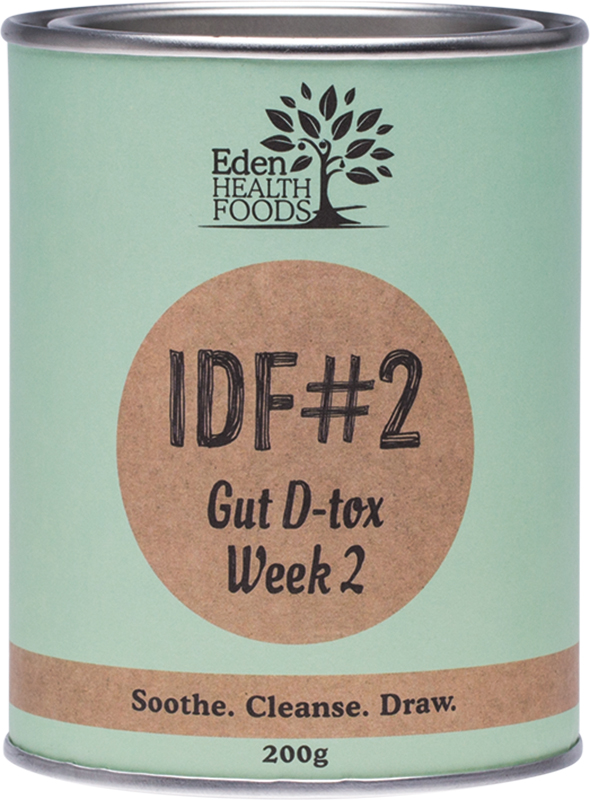 Eden
HEALTH
FOODS
IDF#2
Gut D-tox
Week 2
Soothe. Cleanse. Draw.
200g